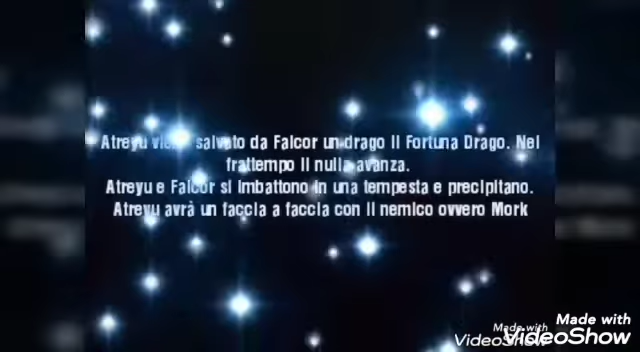 Atreyu viene salvato da Falcor un drago il Fortuna Drago. Nel
frattempo il nulla avanza.
Atreyu e Falcor si imbattono in una tempesta e precipitano.
Atreyu avrà un faccia a faccia con il nemico ovvero Mork
Made with
VideoShow
Made with
VideoShow